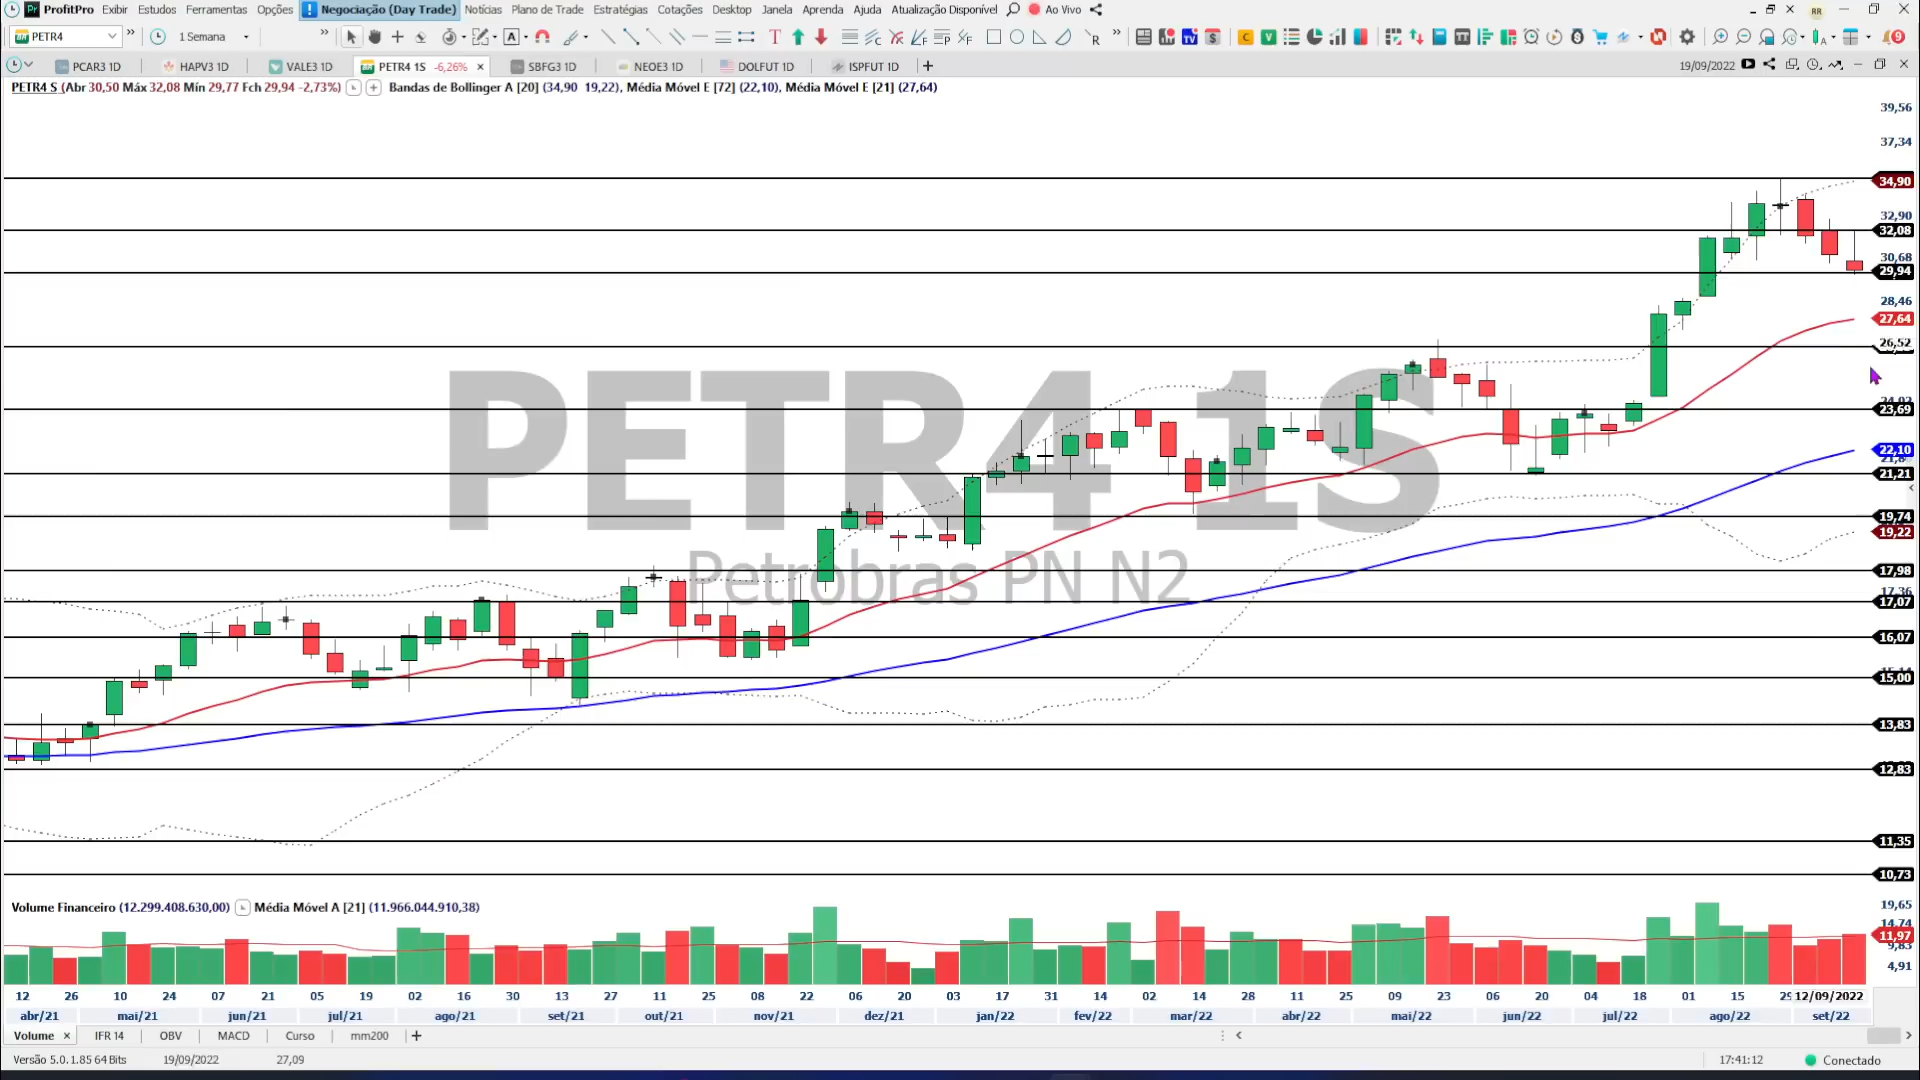 ProfitPro Exibir Estudos Ferramentas Opções ! Negociação (Day Trade) Notícias Plano de Trade Estratégias Cotações Desktop Janela Aprenda Ajuda Atualização Disponível Ao Vivo RR
PETR4 1 Semana
PCAR3 1D HAPV3 1D VALE3 1D PETR4 1S -6,26% SBFG3 1D NEOE3 1D DOLFUT 1D ISPFUT 1D 19/09/2022
PETR4 S (Abr 30,50 Máx 32,08 Mín 29,77 Fch 29,94 -2,73%) Bandas de Bollinger A [20] (34,90 19,22), Média Móvel E [72] (22,10), Média Móvel E [21] (27,64)
39,56
37,34
34,90
32,90
32,08
30,68
29,94
28,46
27,64
26,52
23,69
22,10
21,21
19,74
19,22
17,98
17,36
17,07
16,07
15,00
13,83
12,83
11,35
10,73
PETR4 1S
Petrobras PN N2
Volume Financeiro (12.299.408.630,00) Média Móvel A [21] (11.966.044.910,38)
19,65
14,74
11,97
9,83
4,91
12 26 10 24 07 21 05 19 02 16 30 13 27 11 25 08 22 06 20 03 17 31 14 02 14 28 11 25 09 23 06 20 04 18 01 15 29 12/09/2022
abr/21 mai/21 jun/21 jul/21 ago/21 set/21 out/21 nov/21 dez/21 jan/22 fev/22 mar/22 abr/22 mai/22 jun/22 jul/22 ago/22 set/22
Volume IFR 14 OBV MACD Curso mm200
Versão 5.0.1.85 64 Bits 19/09/2022 27,09 17:41:12 Conectado